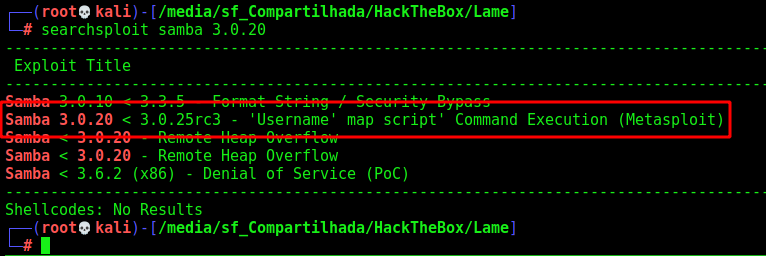 ┌──(root💀kali)-[/media/sf_Compartilhada/HackTheBox/Lame]
└─# searchsploit samba 3.0.20
--------------------------------------------------------------------------------
Exploit Title
--------------------------------------------------------------------------------
Samba 3.0.10 < 3.3.5 - Format String / Security Bypass
Samba 3.0.20 < 3.0.25rc3 - 'Username' map script' Command Execution (Metasploit)
Samba < 3.0.20 - Remote Heap Overflow
Samba < 3.0.20 - Remote Heap Overflow
Samba < 3.6.2 (x86) - Denial of Service (PoC)
--------------------------------------------------------------------------------
Shellcodes: No Results
┌──(root💀kali)-[/media/sf_Compartilhada/HackTheBox/Lame]
└─#